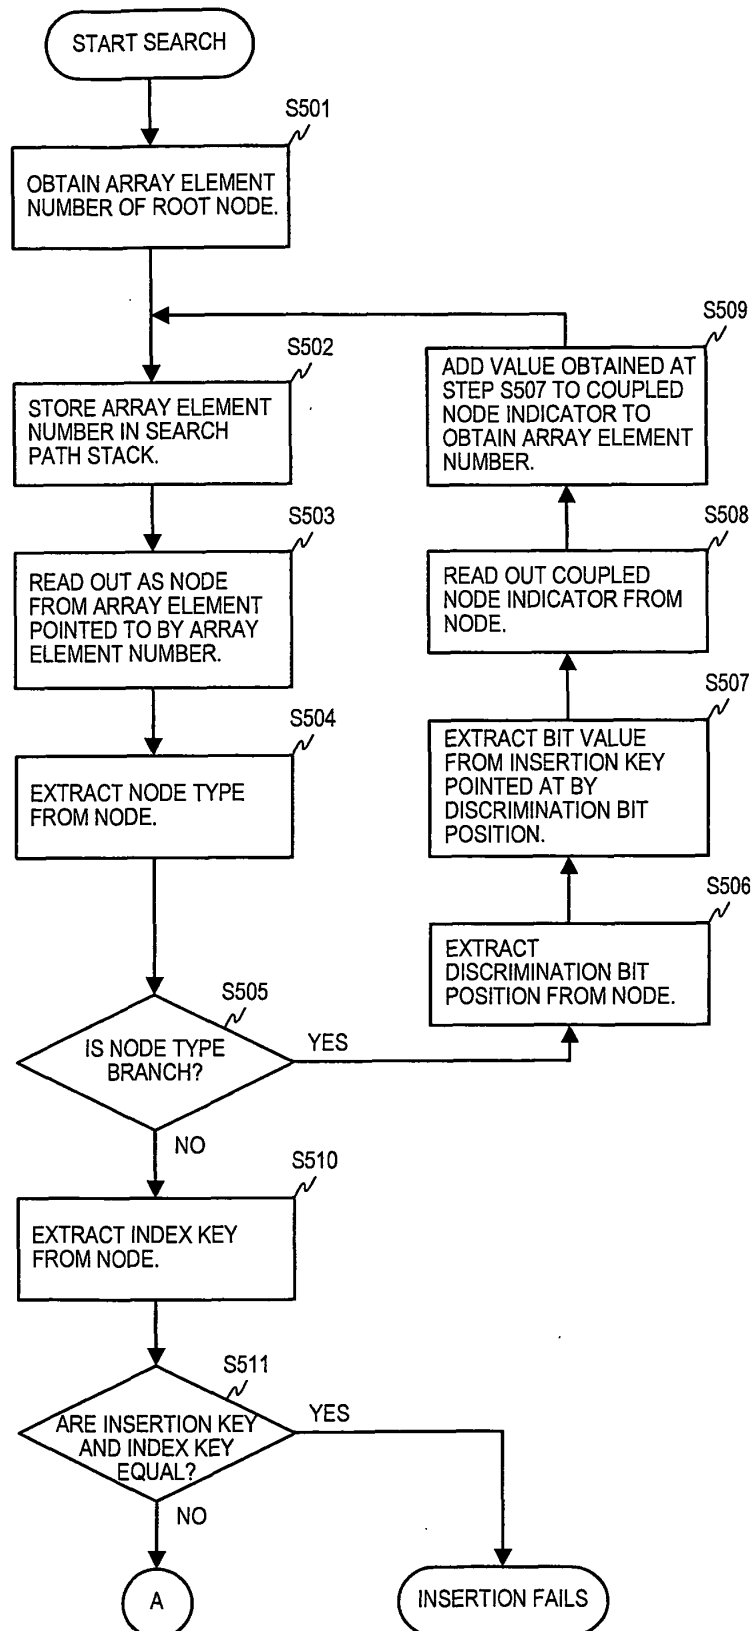 START SEARCH
S501
OBTAIN ARRAY ELEMENT
NUMBER OF ROOT NODE.
S502
STORE ARRAY ELEMENT
NUMBER IN SEARCH
PATH STACK.
S503
READ OUT AS NODE
FROM ARRAY ELEMENT
POINTED TO BY ARRAY
ELEMENT NUMBER.
S504
EXTRACT NODE TYPE
FROM NODE.
S505
IS NODE TYPE
BRANCH?
YES
NO
S509
ADD VALUE OBTAINED AT
STEP S507 TO COUPLED
NODE INDICATOR TO
OBTAIN ARRAY ELEMENT
NUMBER.
S508
READ OUT COUPLED
NODE INDICATOR FROM
NODE.
S507
EXTRACT BIT VALUE
FROM INSERTION KEY
POINTED AT BY
DISCRIMINATION BIT
POSITION.
S506
EXTRACT
DISCRIMINATION BIT
POSITION FROM NODE.
S510
EXTRACT INDEX KEY
FROM NODE.
S511
ARE INSERTION KEY
AND INDEX KEY
EQUAL?
YES
NO
A
INSERTION FAILS